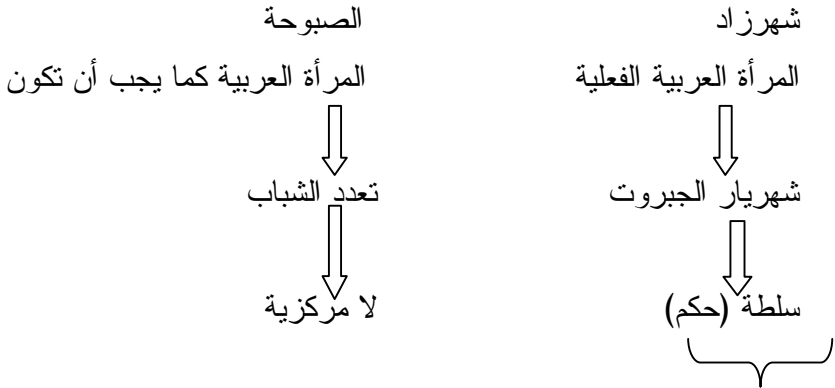 شهرزاد الصبوحة
المرأة العربية الفعلية المرأة العربية كما يجب أن تكون
شهريار الجبروت تعدد الشباب
سلطة (حكم) لا مركزية